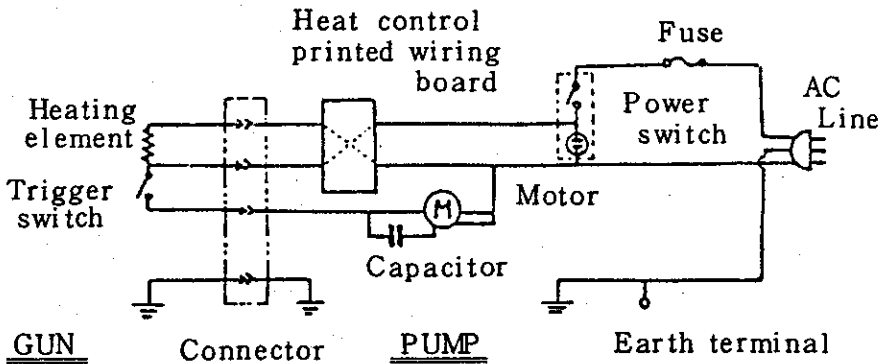 Heat control
printed wiring
board
Fuse
AC
Line
Power
switch
Heating
element
Trigger
switch
M
Motor
Capacitor
GUN
Connector
PUMP
Earth terminal